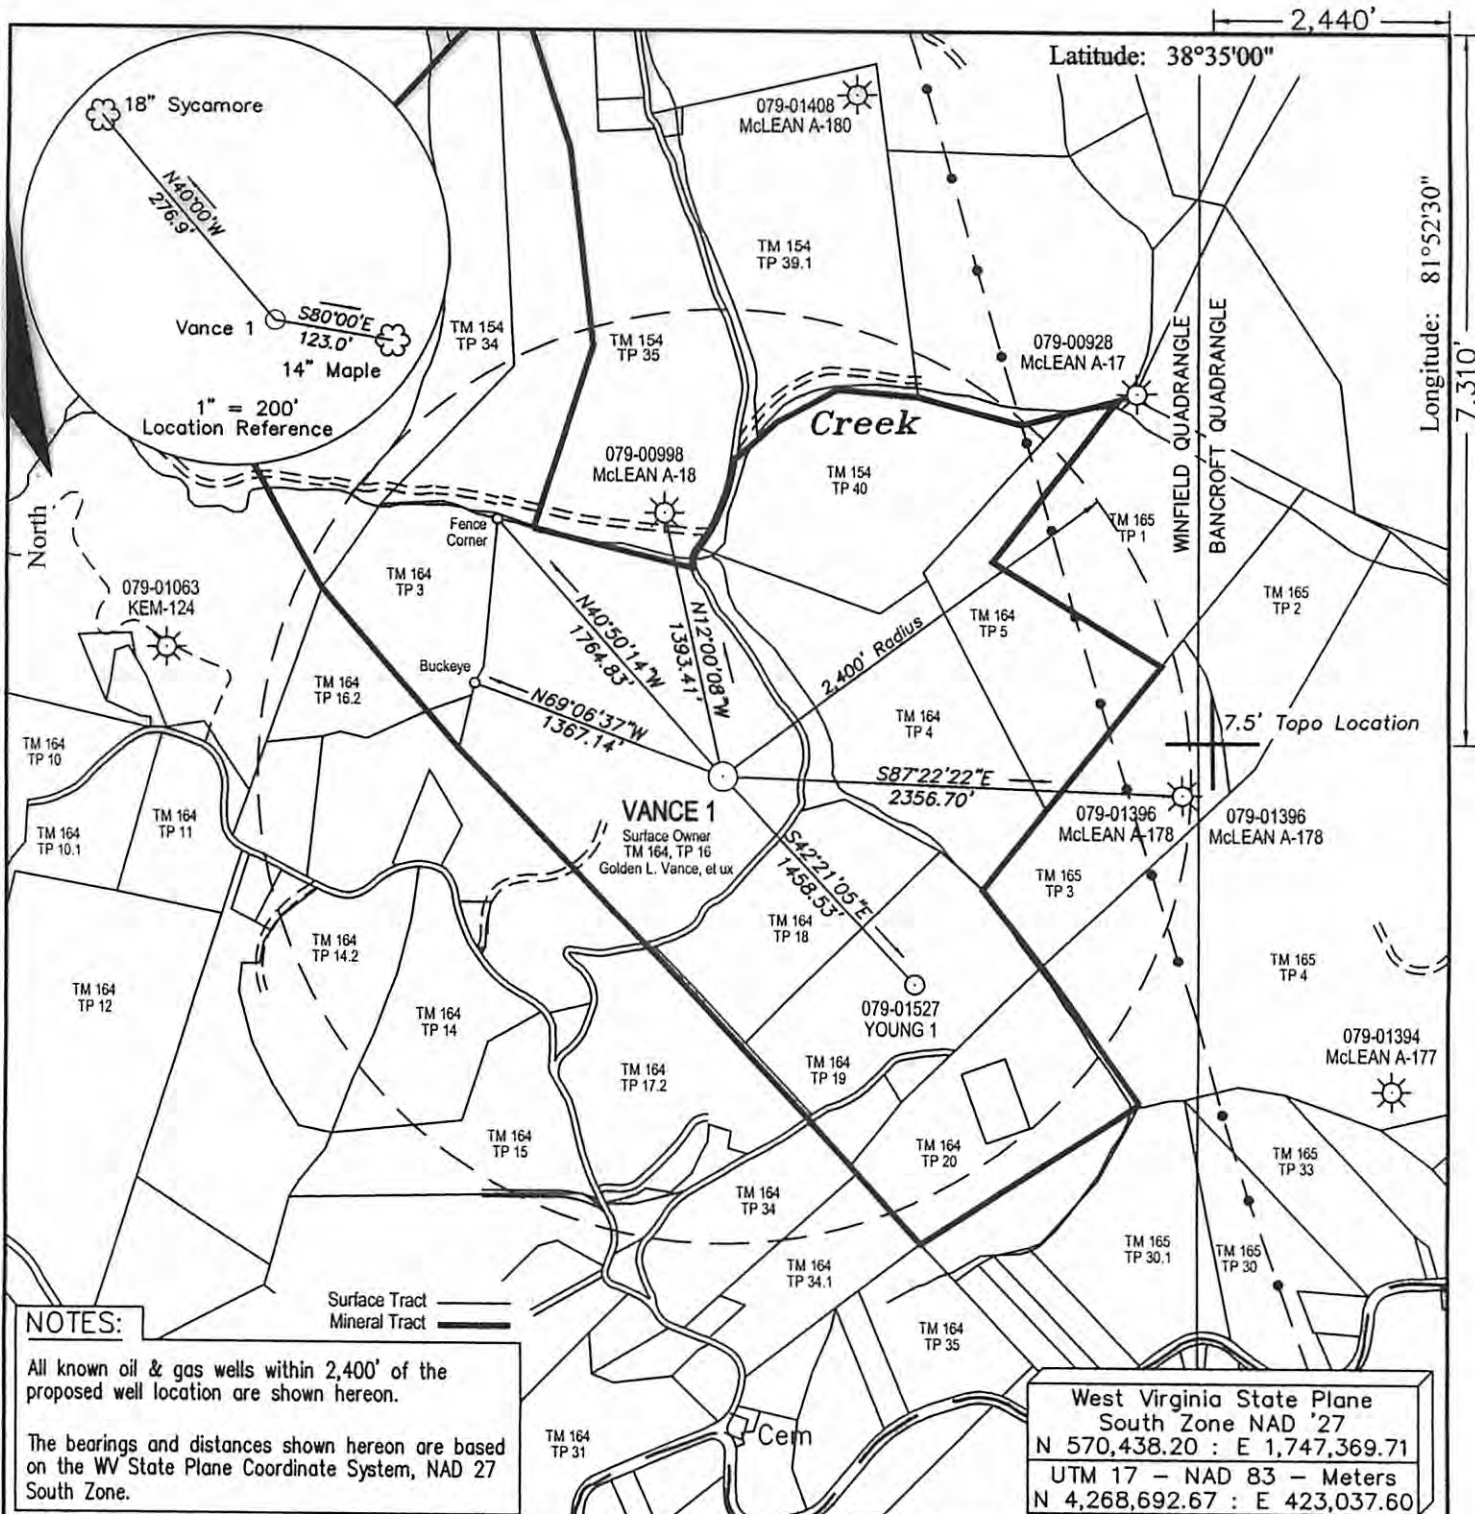 2,440'
Latitude: 38°35'00"
Longitude: 81°52'30"
7,310'
18" Sycamore
N40°00'W
276.9'
Vance 1
S80°00'E
123.0'
14" Maple
1" = 200'
Location Reference
North
079-01408
McLEAN A-180
TM 154
TP 39.1
TM 154
TP 34
TM 154
TP 35
079-00928
McLEAN A-17
Creek
079-00998
McLEAN A-18
TM 154
TP 40
WINFIELD QUADRANGLE
BANCROFT QUADRANGLE
Fence
Corner
TM 165
TP 1
079-01063
KEM-124
TM 164
TP 3
TM 165
TP 2
TM 164
TP 5
N40°50'14"W
1764.83'
N12°00'08"W
1393.41'
2,400' Radius
Buckeye
TM 164
TP 16.2
N69°06'37"W
1367.14'
TM 164
TP 4
7.5' Topo Location
TM 164
TP 10
S87°22'22"E
2356.70'
VANCE 1
Surface Owner
TM 164, TP 16
Golden L. Vance, et ux
079-01396
McLEAN A-178
079-01396
McLEAN A-178
TM 164
TP 10.1
TM 164
TP 11
S42°21'05"E
1458.53'
TM 165
TP 3
TM 164
TP 18
TM 164
TP 14.2
TM 165
TP 4
TM 164
TP 12
TM 164
TP 14
079-01527
YOUNG 1
079-01394
McLEAN A-177
TM 164
TP 17.2
TM 164
TP 19
TM 164
TP 15
TM 164
TP 20
TM 165
TP 33
TM 164
TP 34
TM 165
TP 30.1
TM 165
TP 30
TM 164
TP 34.1
Surface Tract
Mineral Tract
TM 164
TP 35
NOTES:
All known oil & gas wells within 2,400' of the
proposed well location are shown hereon.
The bearings and distances shown hereon are based
on the WV State Plane Coordinate System, NAD 27
South Zone.
TM 164
TP 31
Cem
West Virginia State Plane
South Zone NAD '27
N 570,438.20 : E 1,747,369.71
UTM 17 – NAD 83 – Meters
N 4,268,692.67 : E 423,037.60